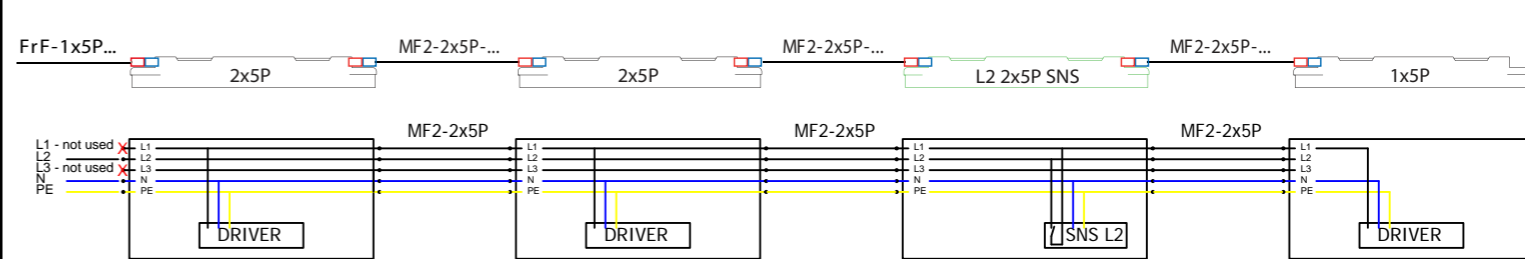 FrF-1x5P... MF2-2x5P-... MF2-2x5P-... MF2-2x5P-...
2x5P 2x5P L2 2x5P SNS 1x5P
MF2-2x5P MF2-2x5P MF2-2x5P
L1 - not used L1 L1 L1 L1
L2 L2 L2 L2 L2
L3 - not used L3 L3 L3 L3
N N N N N
PE PE PE PE PE
DRIVER DRIVER SNS L2 DRIVER